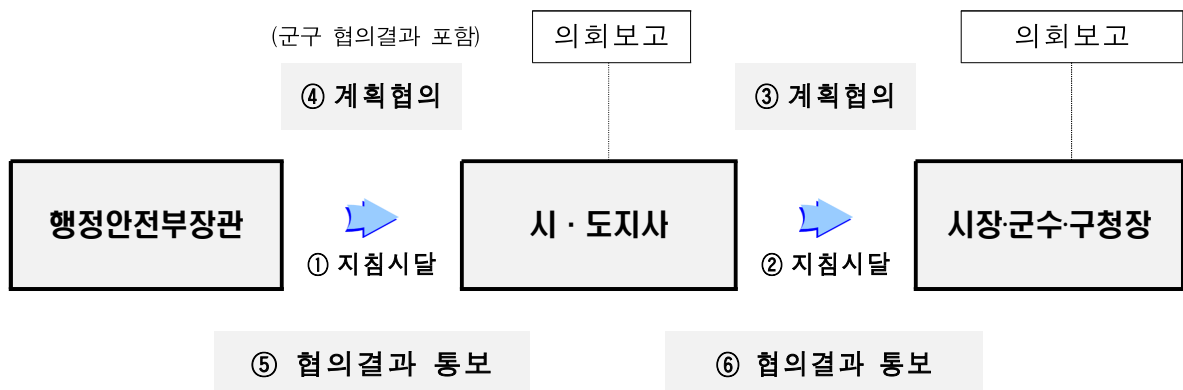 (군구 협의결과 포함)
의회보고
의회보고
④ 계획협의
③ 계획협의
행정안전부장관
시 · 도지사
시장·군수·구청장
① 지침시달
② 지침시달
⑤ 협의결과 통보
⑥ 협의결과 통보